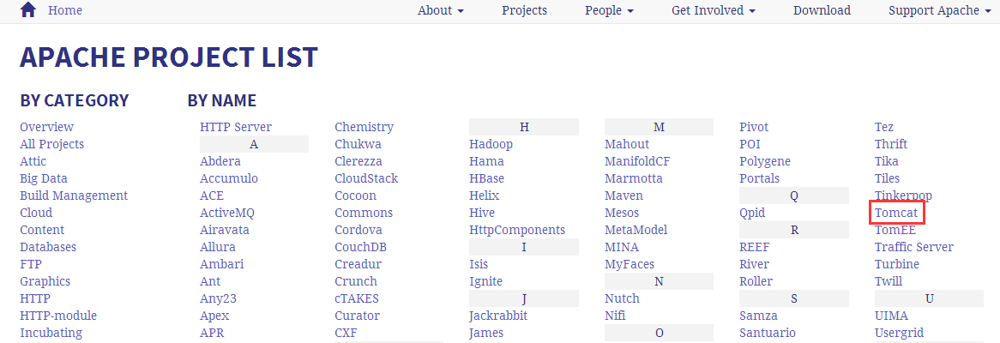 Home About Projects People Get Involved Download Support Apache
APACHE PROJECT LIST
BY CATEGORY
Overview
All Projects
Attic
Big Data
Build Management
Cloud
Content
Databases
FTP
Graphics
HTTP
HTTP-module
Incubating
BY NAME
HTTP Server
A
Abdera
Accumulo
ACE
ActiveMQ
Airavata
Allura
Ambari
Ant
Any23
Apex
APR
Chemistry
Chukwa
Clerezza
CloudStack
Cocoon
Commons
Cordova
CouchDB
Creadur
Crunch
cTAKES
Curator
CXF
H
Hadoop
Hama
HBase
Helix
Hive
HttpComponents
I
Isis
Ignite
J
Jackrabbit
James
M
Mahout
ManifoldCF
Marmotta
Maven
Mesos
MetaModel
MINA
MyFaces
N
Nutch
Nifi
O
Pivot
POI
Polygene
Portals
Q
Qpid
R
REEF
River
Roller
S
Samza
Santuario
Tez
Thrift
Tika
Tiles
Tinkerpop
Tomcat
TomEE
Traffic Server
Turbine
Twill
U
UIMA
Usergrid